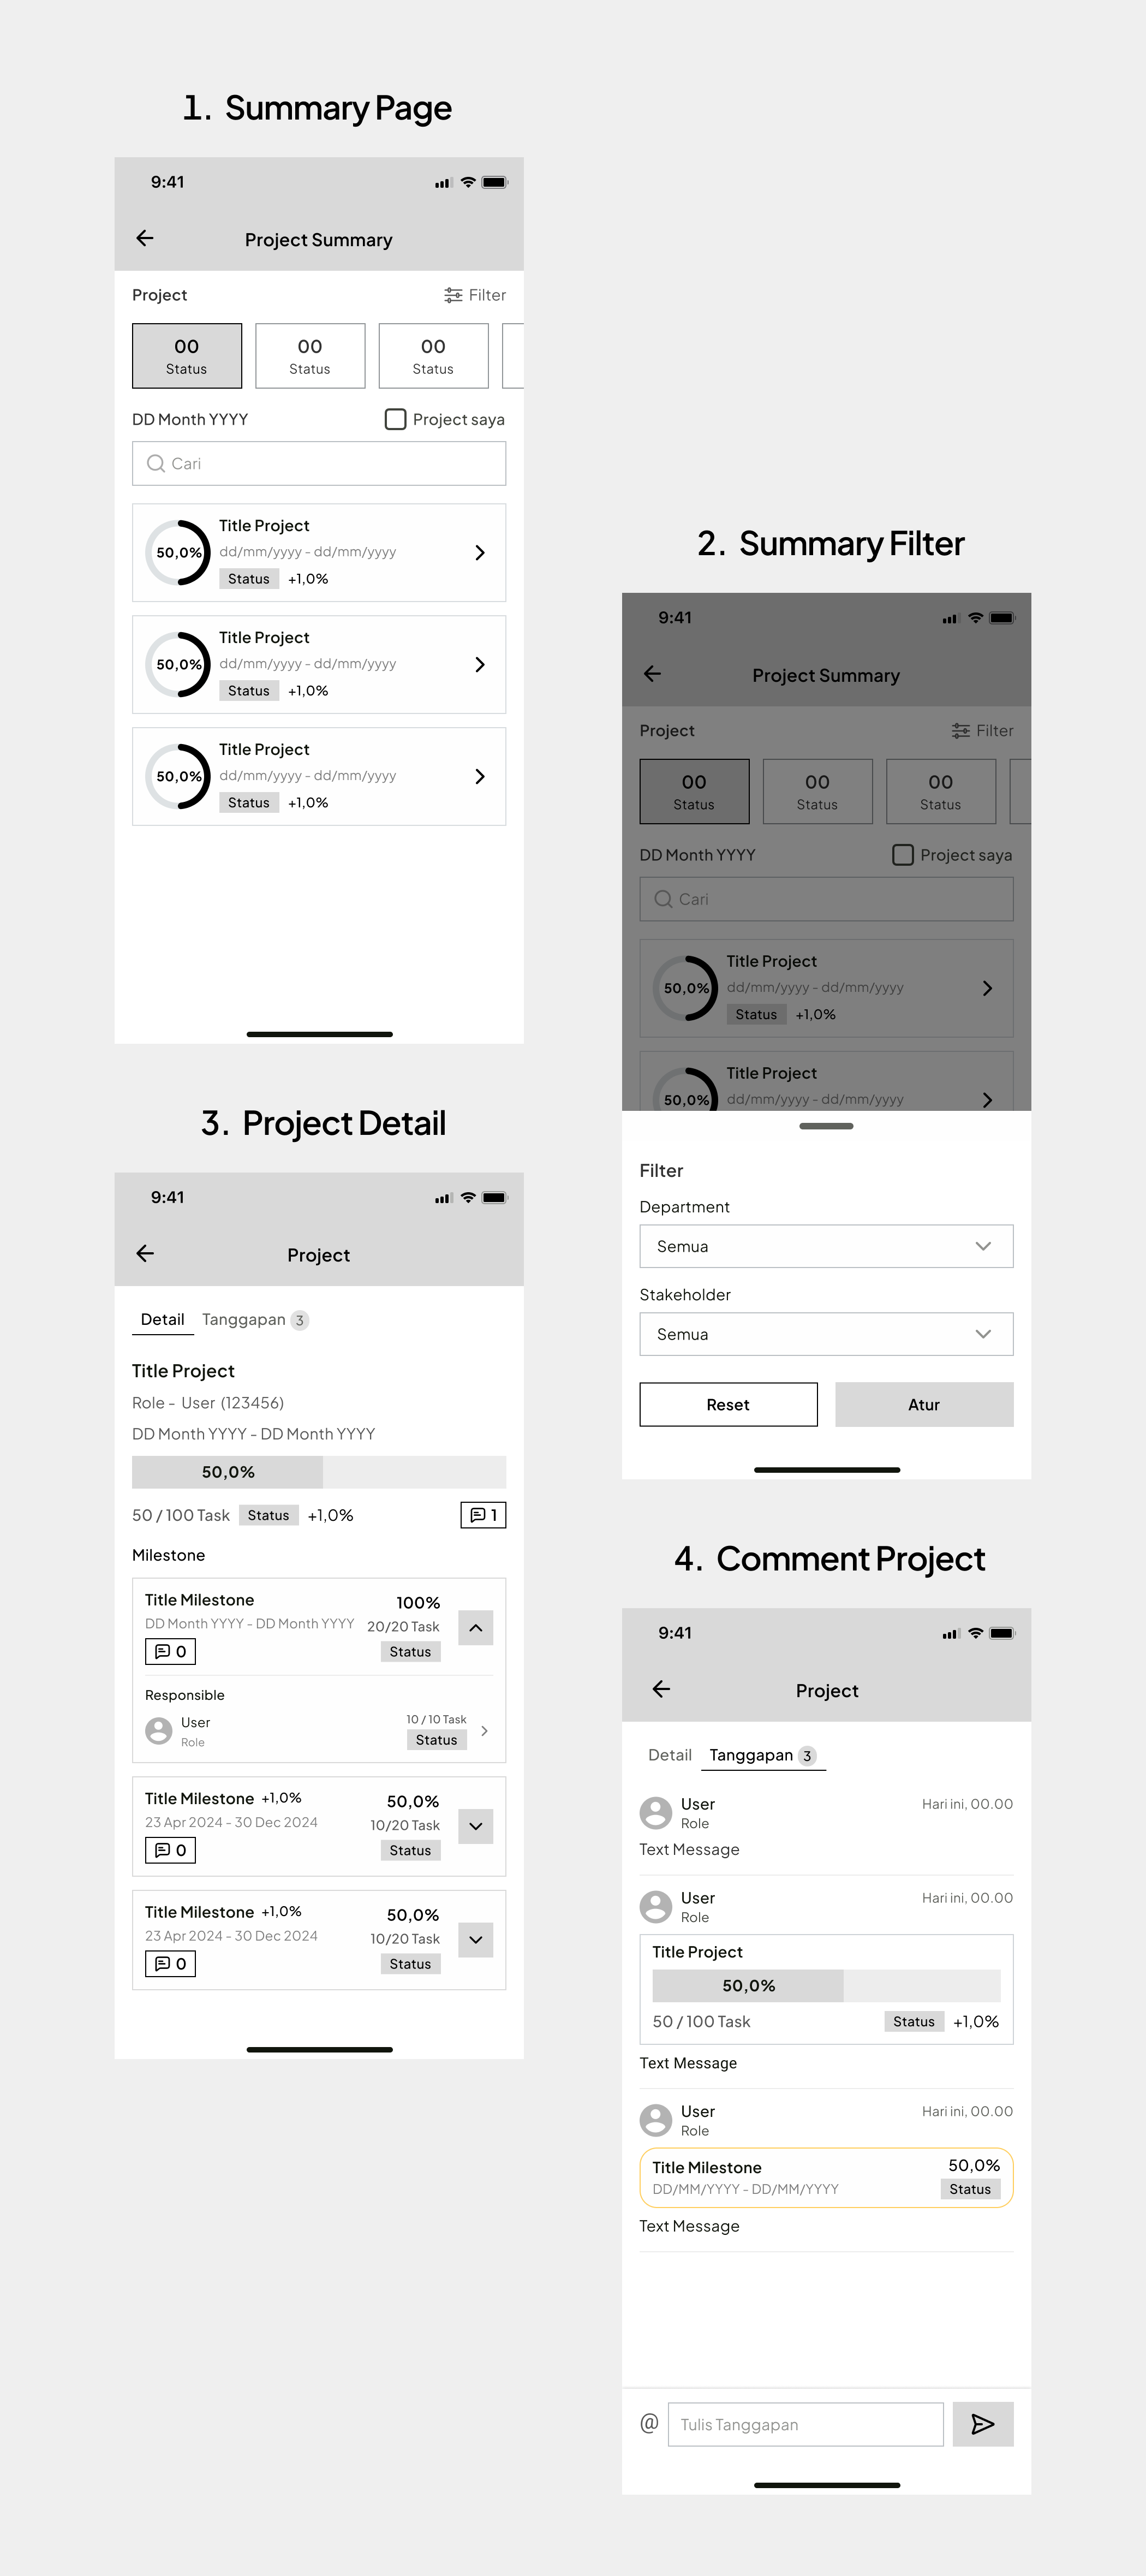 1. Summary Page
9:41
Project Summary
Project
Filter
00
Status
00
Status
00
Status
DD Month YYYY
Project saya
Cari
50,0%
Title Project
dd/mm/yyyy - dd/mm/yyyy
Status +1,0%
50,0%
Title Project
dd/mm/yyyy - dd/mm/yyyy
Status +1,0%
50,0%
Title Project
dd/mm/yyyy - dd/mm/yyyy
Status +1,0%
2. Summary Filter
9:41
Project Summary
Project
Filter
00
Status
00
Status
00
Status
DD Month YYYY
Project saya
Cari
50,0%
Title Project
dd/mm/yyyy - dd/mm/yyyy
Status +1,0%
50,0%
Title Project
dd/mm/yyyy - dd/mm/yyyy
Filter
Department
Semua
Stakeholder
Semua
Reset
Atur
3. Project Detail
9:41
Project
Detail
Tanggapan 3
Title Project
Role - User (123456)
DD Month YYYY - DD Month YYYY
50,0%
50 / 100 Task Status +1,0%
1
Milestone
Title Milestone
100%
DD Month YYYY - DD Month YYYY
20/20 Task
0
Status
Responsible
User
Role
10 / 10 Task
Status
Title Milestone +1,0%
50,0%
23 Apr 2024 - 30 Dec 2024
10/20 Task
0
Status
Title Milestone +1,0%
50,0%
23 Apr 2024 - 30 Dec 2024
10/20 Task
0
Status
4. Comment Project
9:41
Project
Detail
Tanggapan 3
User
Role
Hari ini, 00.00
Text Message
User
Role
Hari ini, 00.00
Title Project
50,0%
50 / 100 Task
Status +1,0%
Text Message
User
Role
Hari ini, 00.00
Title Milestone
50,0%
DD/MM/YYYY - DD/MM/YYYY
Status
Text Message
@
Tulis Tanggapan